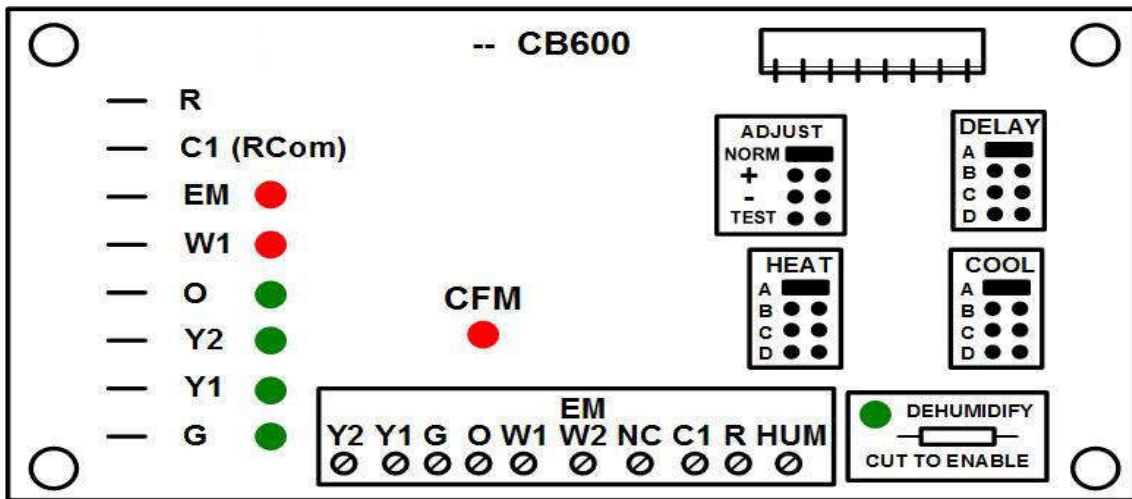 -- CB600
R
C1 (RCom)
EM
W1
O
Y2
Y1
G
CFM
ADJUST
NORM
+
-
TEST
DELAY
A
B
C
D
HEAT
A
B
C
D
COOL
A
B
C
D
EM
Y2 Y1 G O W1 W2 NC C1 R HUM
DEHUMIDIFY
CUT TO ENABLE